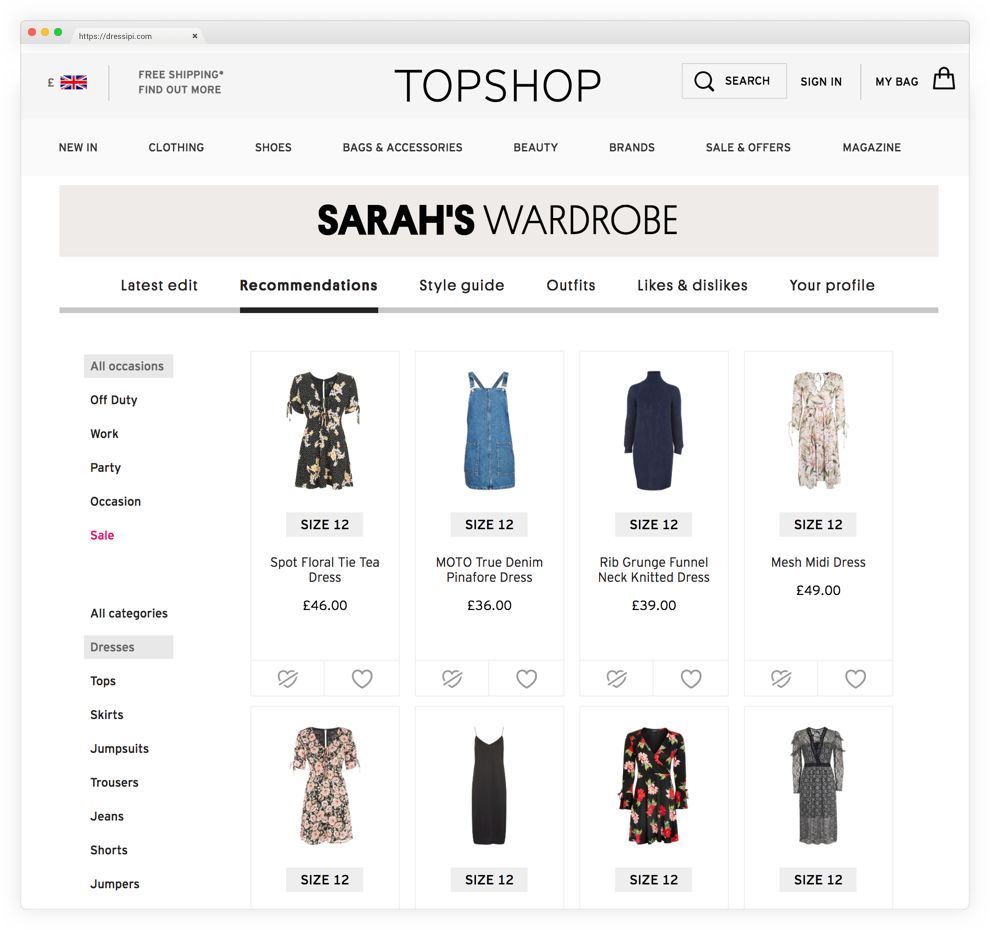 https://dressipi.com
£
FREE SHIPPING*
FIND OUT MORE
TOPSHOP
SEARCH
SIGN IN
MY BAG
NEW IN
CLOTHING
SHOES
BAGS & ACCESSORIES
BEAUTY
BRANDS
SALE & OFFERS
MAGAZINE
SARAH'S WARDROBE
Latest edit
Recommendations
Style guide
Outfits
Likes & dislikes
Your profile
All occasions
Off Duty
Work
Party
Occasion
Sale
All categories
Dresses
Tops
Skirts
Jumpsuits
Trousers
Jeans
Shorts
Jumpers
SIZE 12
Spot Floral Tie Tea
Dress
£46.00
SIZE 12
MOTO True Denim
Pinafore Dress
£36.00
SIZE 12
Rib Grunge Funnel
Neck Knitted Dress
£39.00
SIZE 12
Mesh Midi Dress
£49.00
SIZE 12
SIZE 12
SIZE 12
SIZE 12